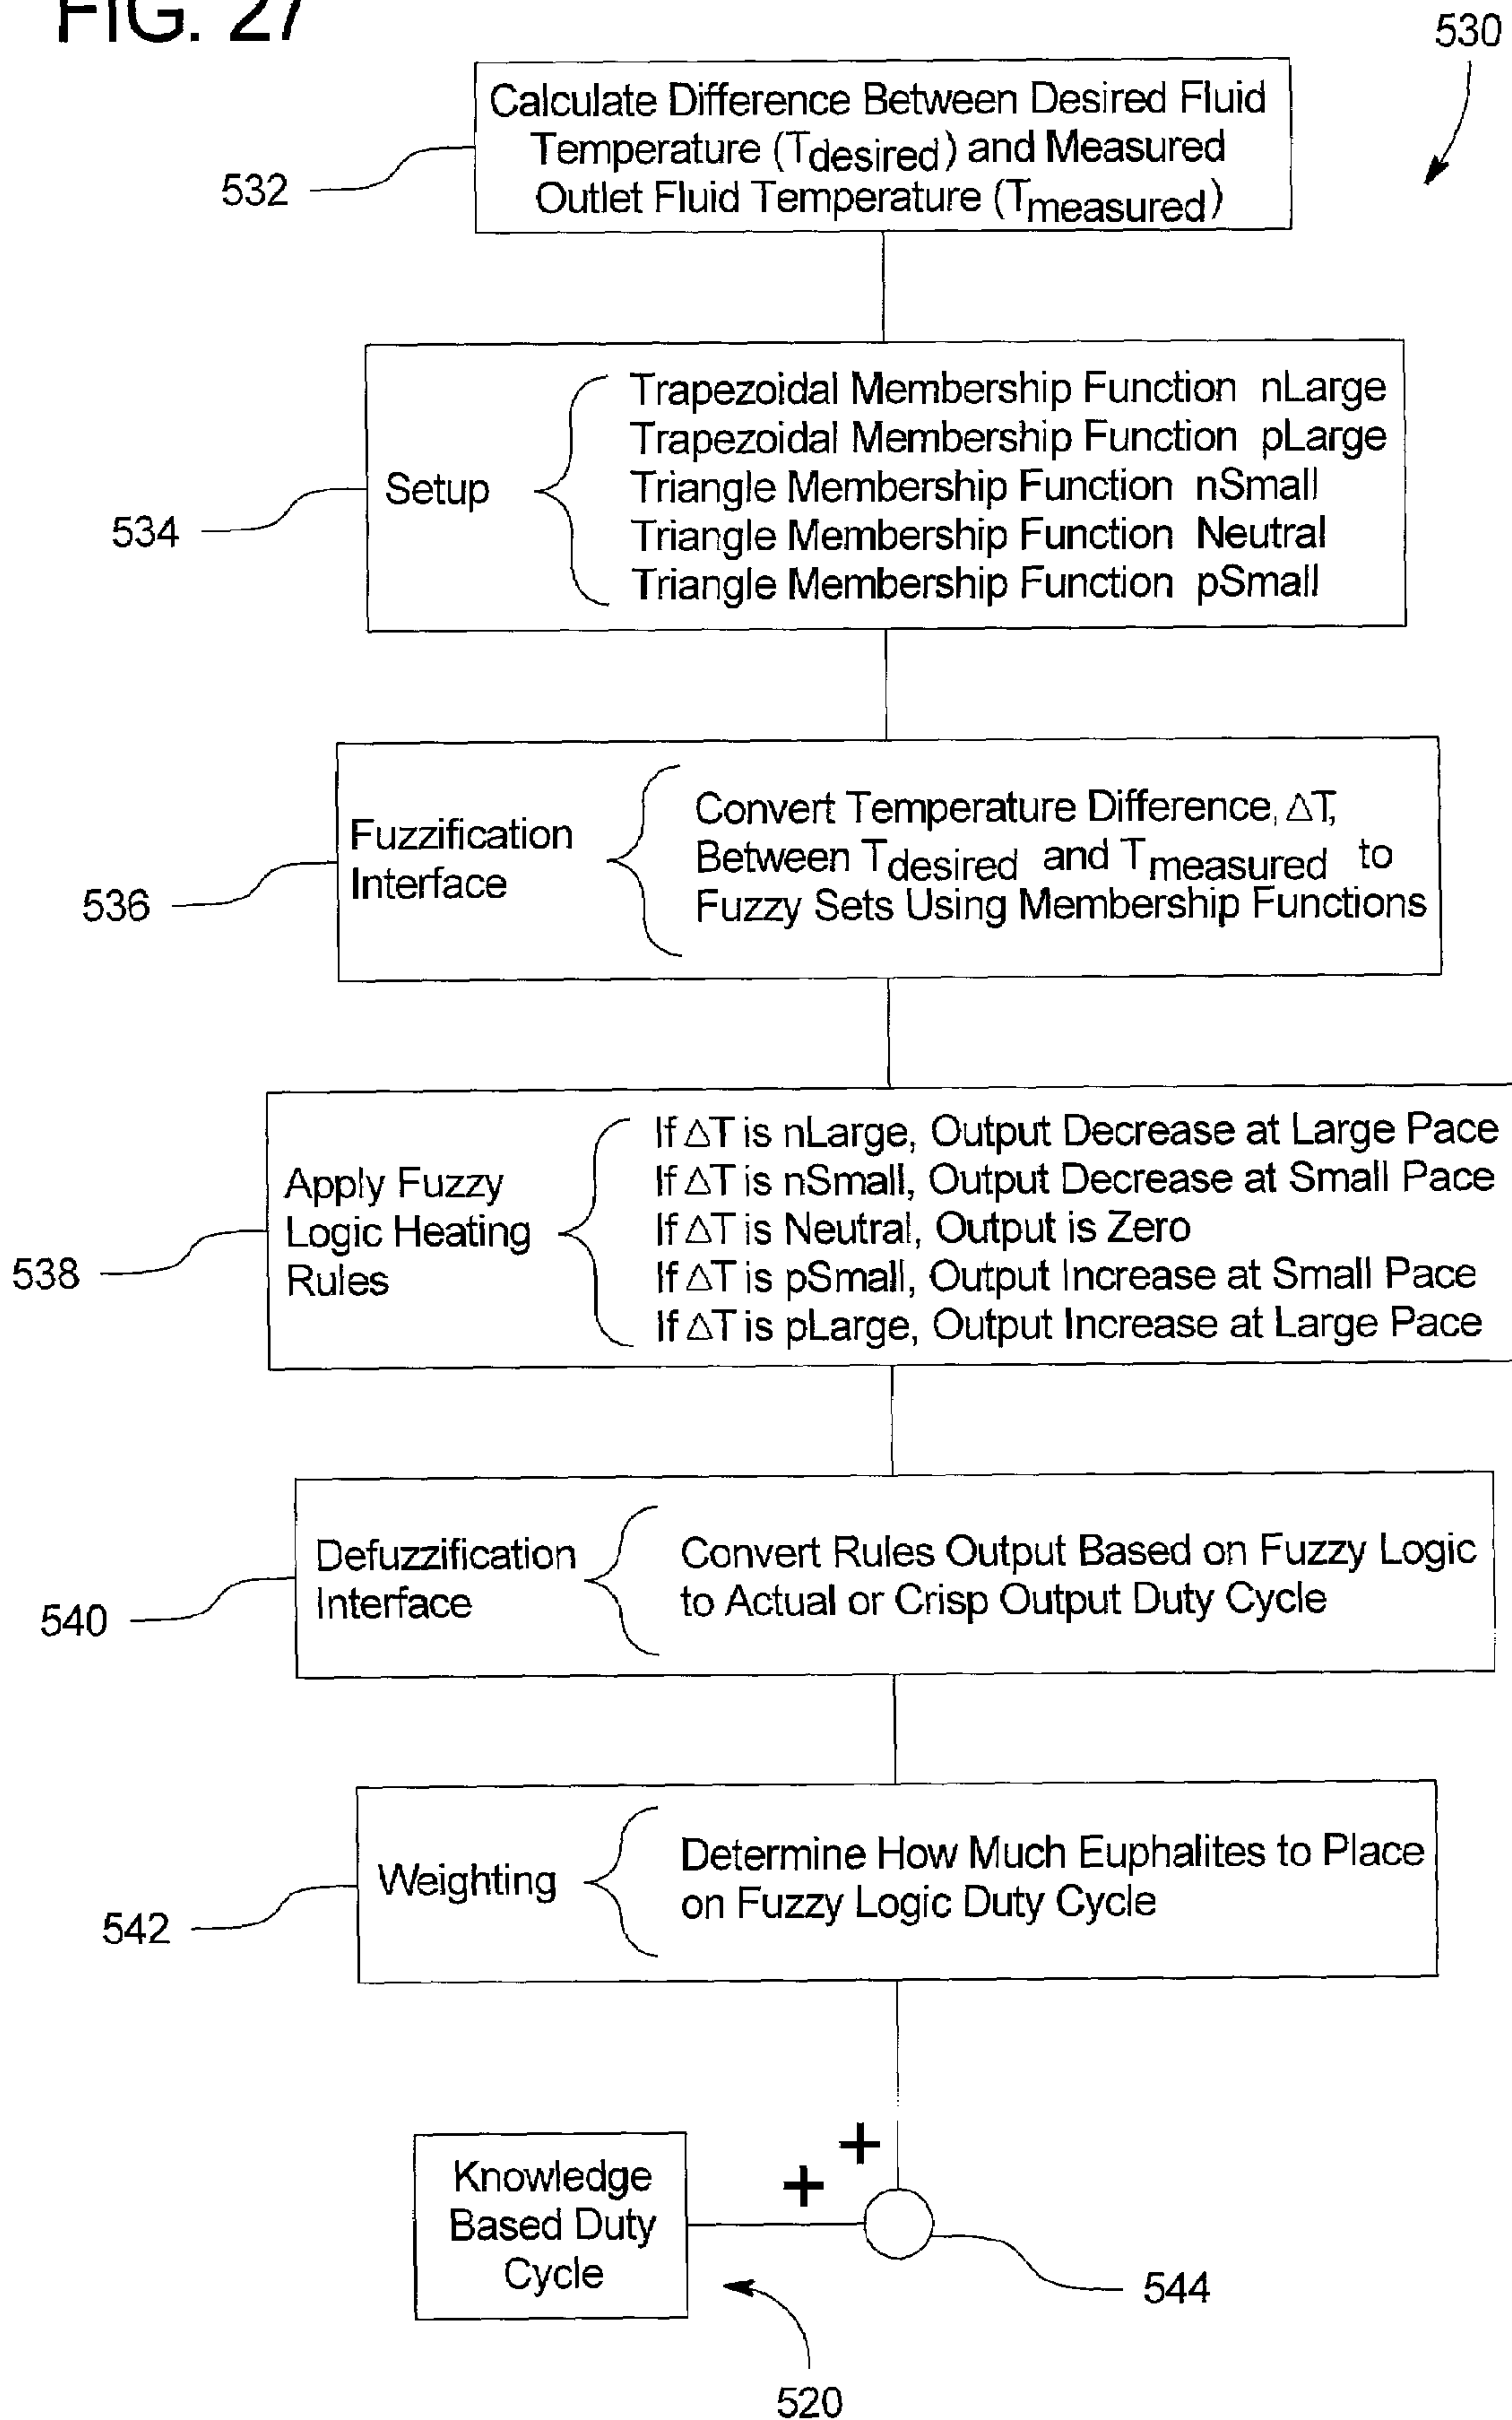 FIG. 27
530
Calculate Difference Between Desired Fluid
Temperature (Tdesired) and Measured
Outlet Fluid Temperature (Tmeasured)
532
Setup
Trapezoidal Membership Function nLarge
Trapezoidal Membership Function pLarge
Triangle Membership Function nSmall
Triangle Membership Function Neutral
Triangle Membership Function pSmall
534
Fuzzification
Interface
Convert Temperature Difference, ΔT,
Between Tdesired and Tmeasured to
Fuzzy Sets Using Membership Functions
536
Apply Fuzzy
Logic Heating
Rules
If ΔT is nLarge, Output Decrease at Large Pace
If ΔT is nSmall, Output Decrease at Small Pace
If ΔT is Neutral, Output is Zero
If ΔT is pSmall, Output Increase at Small Pace
If ΔT is pLarge, Output Increase at Large Pace
538
Defuzzification
Interface
Convert Rules Output Based on Fuzzy Logic
to Actual or Crisp Output Duty Cycle
540
Weighting
Determine How Much Euphalites to Place
on Fuzzy Logic Duty Cycle
542
+
+
Knowledge
Based Duty
Cycle
544
520